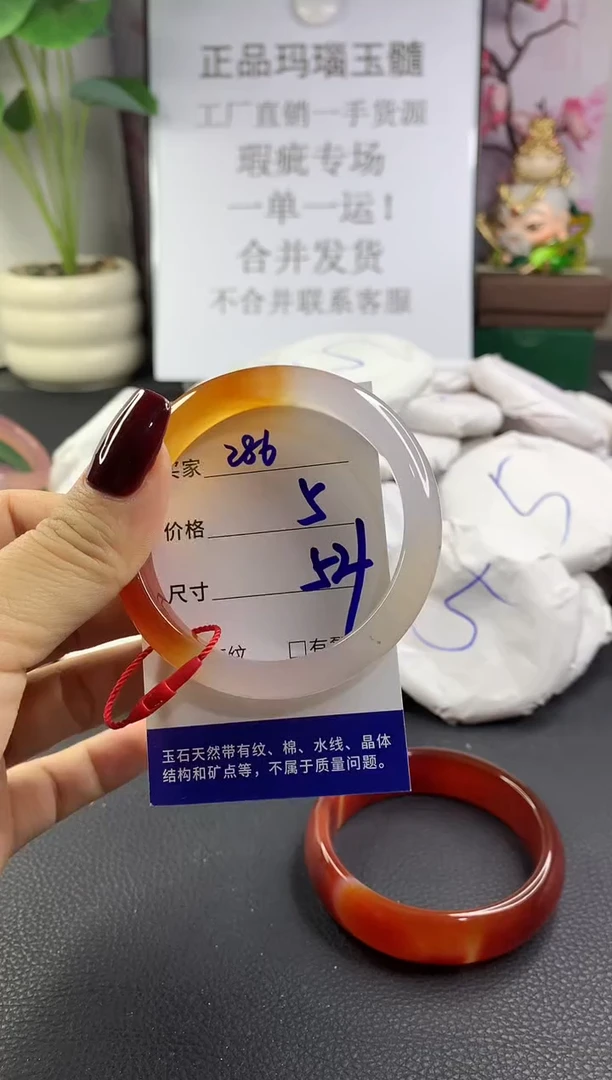 正品玛瑙玉髓
工厂直销一手货源
瑕疵专场
一单一运！
合并发货
不合并联系客服
买家 286
价格 5
尺寸 54
纹 □有
玉石天然带有纹、棉、水线、晶体
结构和矿点等，不属于质量问题。
5
5
5